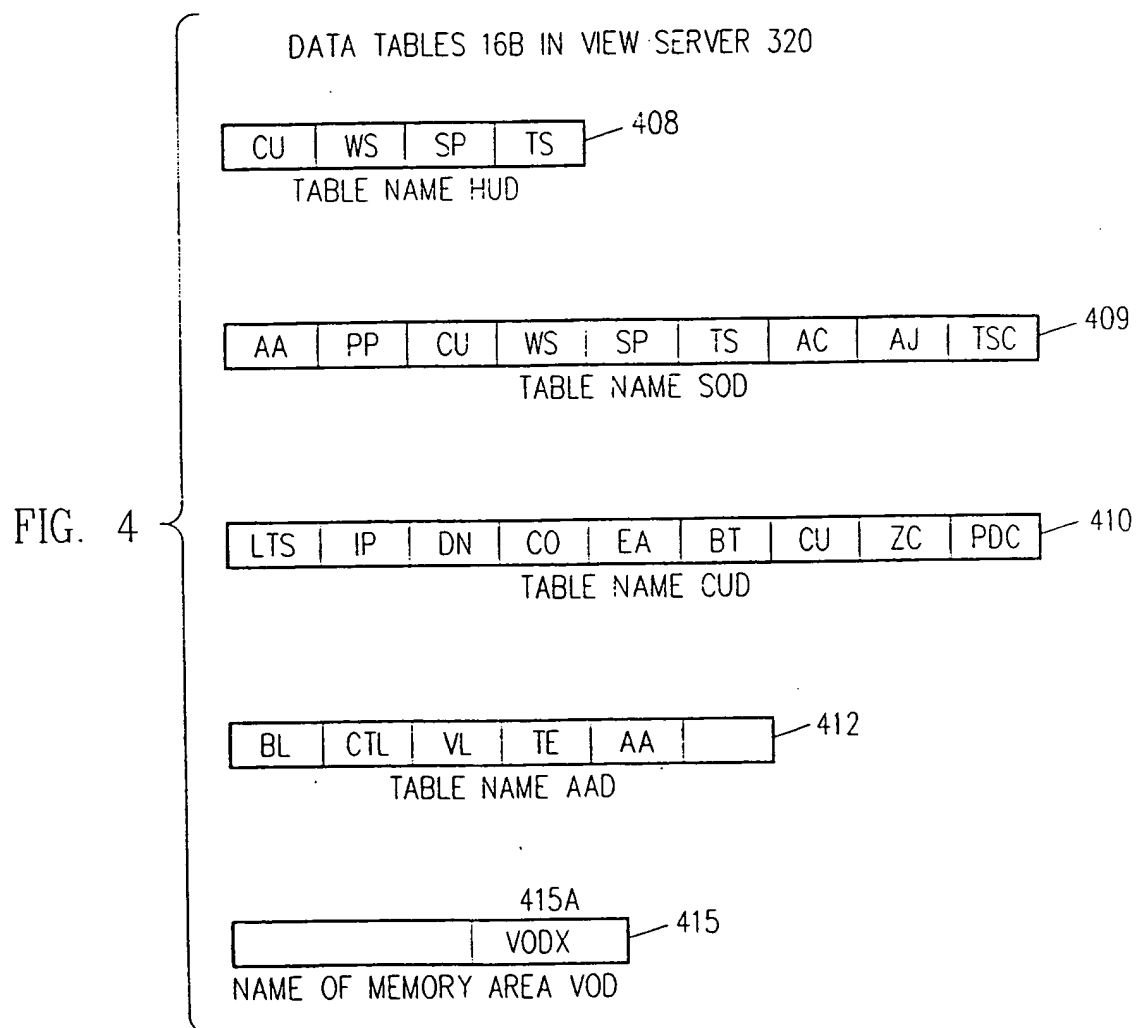 DATA TABLES 16B IN VIEW SERVER 320
CU WS SP TS 408
TABLE NAME HUD
AA PP CU WS SP TS AC AJ TSC 409
TABLE NAME SOD
FIG. 4
LTS IP DN CO EA BT CU ZC PDC 410
TABLE NAME CUD
BL CTL VL TE AA 412
TABLE NAME AAD
415A
VODX 415
NAME OF MEMORY AREA VOD